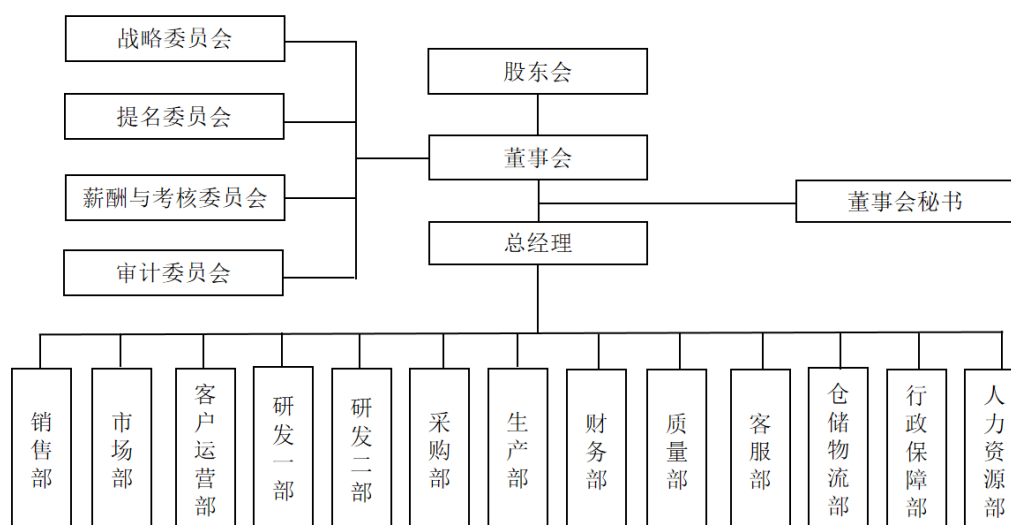 战略委员会
股东会
提名委员会
董事会
薪酬与考核委员会
董事会秘书
总经理
审计委员会
销售部
市场部
客户运营部
研发一部
研发二部
采购部
生产部
财务部
质量部
客服部
仓储物流部
行政保障部
人力资源部